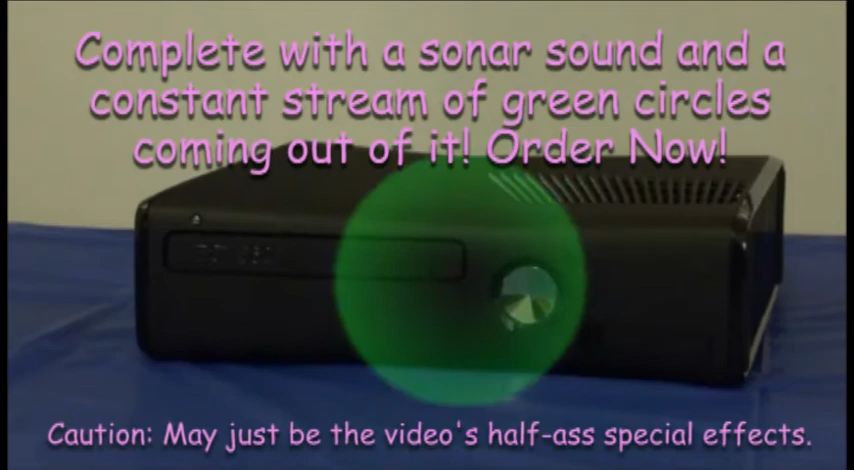 Complete with a sonar sound and a
constant stream of green circles
coming out of it! Order Now!
Caution: May just be the video's half-ass special effects.